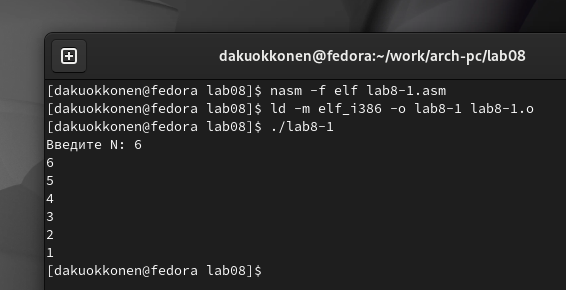 dakuokkonen@fedora:~/work/arch-pc/lab08
[dakuokkonen@fedora lab08]$ nasm -f elf lab8-1.asm
[dakuokkonen@fedora lab08]$ ld -m elf_i386 -o lab8-1 lab8-1.o
[dakuokkonen@fedora lab08]$ ./lab8-1
Введите N: 6
6
5
4
3
2
1
[dakuokkonen@fedora lab08]$